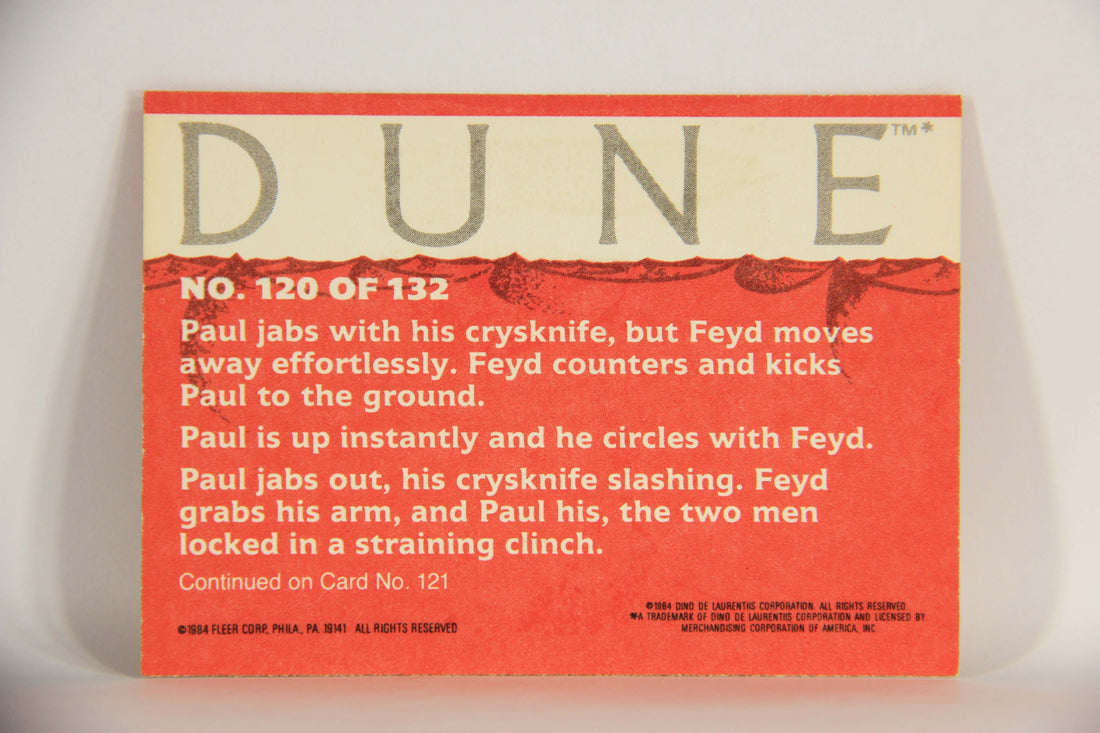 DUNE™*
NO. 120 OF 132
Paul jabs with his crysknife, but Feyd moves
away effortlessly. Feyd counters and kicks
Paul to the ground.
Paul is up instantly and he circles with Feyd.
Paul jabs out, his crysknife slashing. Feyd
grabs his arm, and Paul his, the two men
locked in a straining clinch.
Continued on Card No. 121
©1984 FLEER CORP., PHILA., PA. 19141 ALL RIGHTS RESERVED
©1984 DINO DE LAURENTIIS CORPORATION. ALL RIGHTS RESERVED.
*A TRADEMARK OF DINO DE LAURENTIIS CORPORATION AND LICENSED BY
MERCHANDISING CORPORATION OF AMERICA, INC.